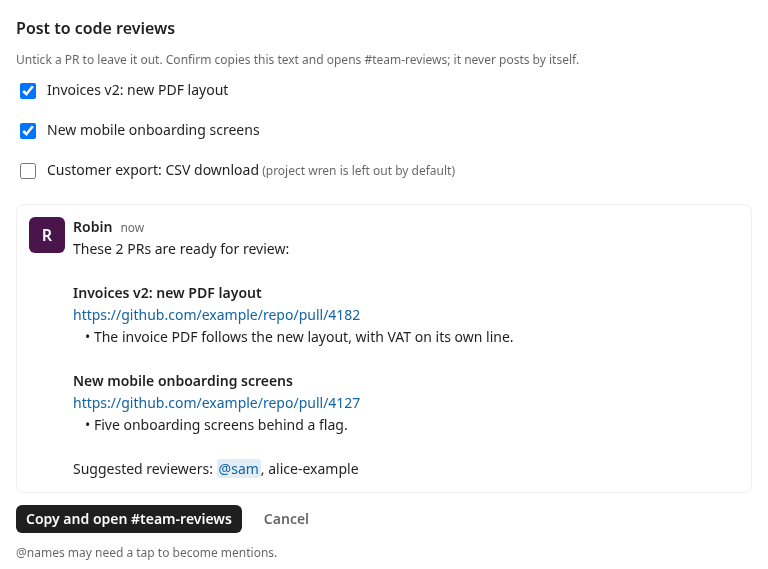 Post to code reviews
Untick a PR to leave it out. Confirm copies this text and opens #team-reviews; it never posts by itself.
Invoices v2: new PDF layout
New mobile onboarding screens
Customer export: CSV download (project wren is left out by default)
R
Robin now
These 2 PRs are ready for review:
Invoices v2: new PDF layout
https://github.com/example/repo/pull/4182
• The invoice PDF follows the new layout, with VAT on its own line.
New mobile onboarding screens
https://github.com/example/repo/pull/4127
• Five onboarding screens behind a flag.
Suggested reviewers: @sam, alice-example
Copy and open #team-reviews Cancel
@names may need a tap to become mentions.